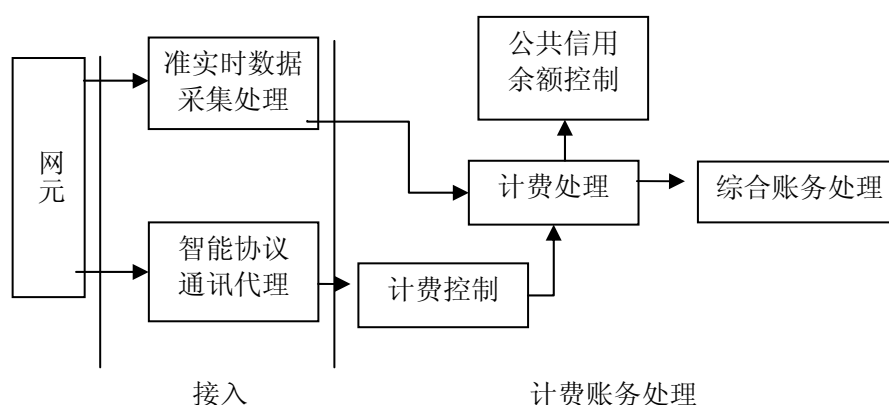 网元
准实时数据
采集处理
公共信用
余额控制
计费处理
综合账务处理
智能协议
通讯代理
计费控制
接入
计费账务处理